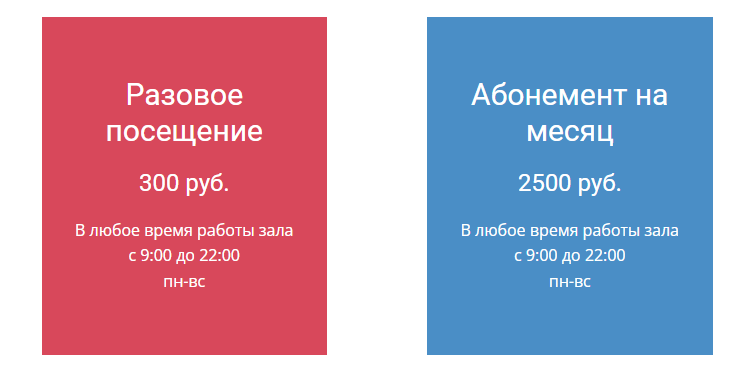 Разовое
посещение
300 руб.
В любое время работы зала
с 9:00 до 22:00
пн-вс
Абонемент на
месяц
2500 руб.
В любое время работы зала
с 9:00 до 22:00
пн-вс